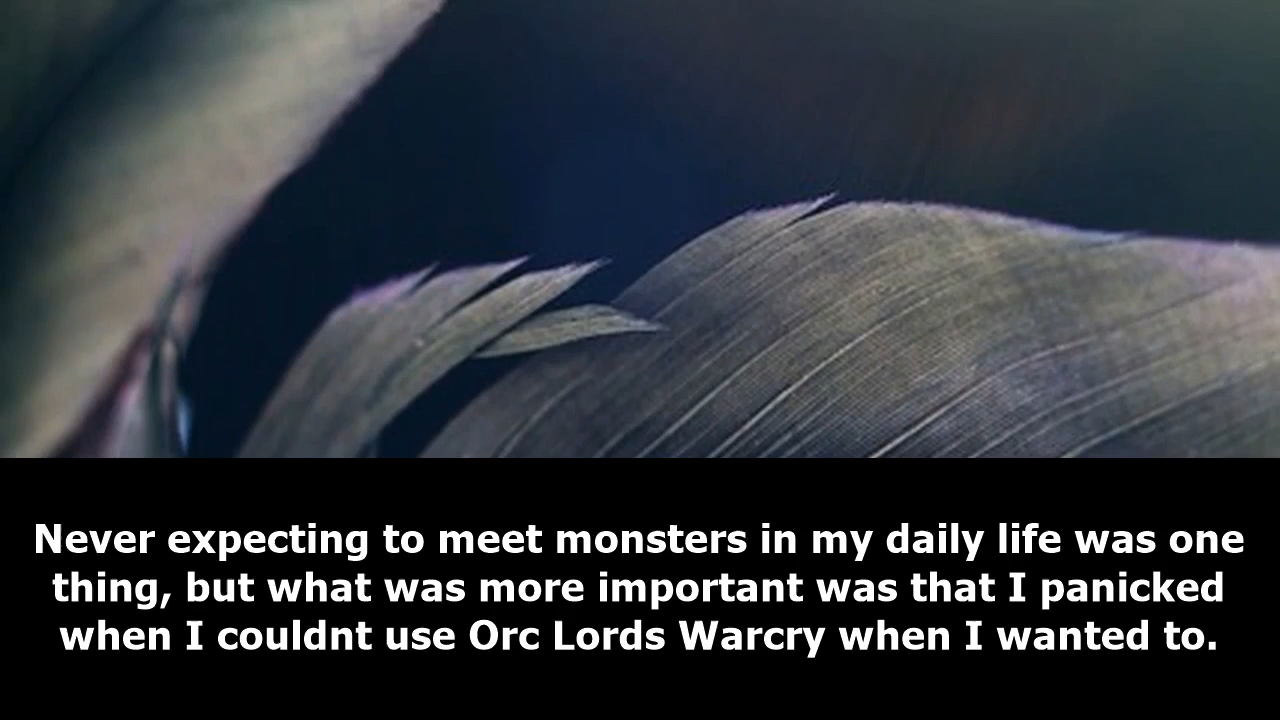 Never expecting to meet monsters in my daily life was one
thing, but what was more important was that I panicked
when I couldnt use Orc Lords Warcry when I wanted to.